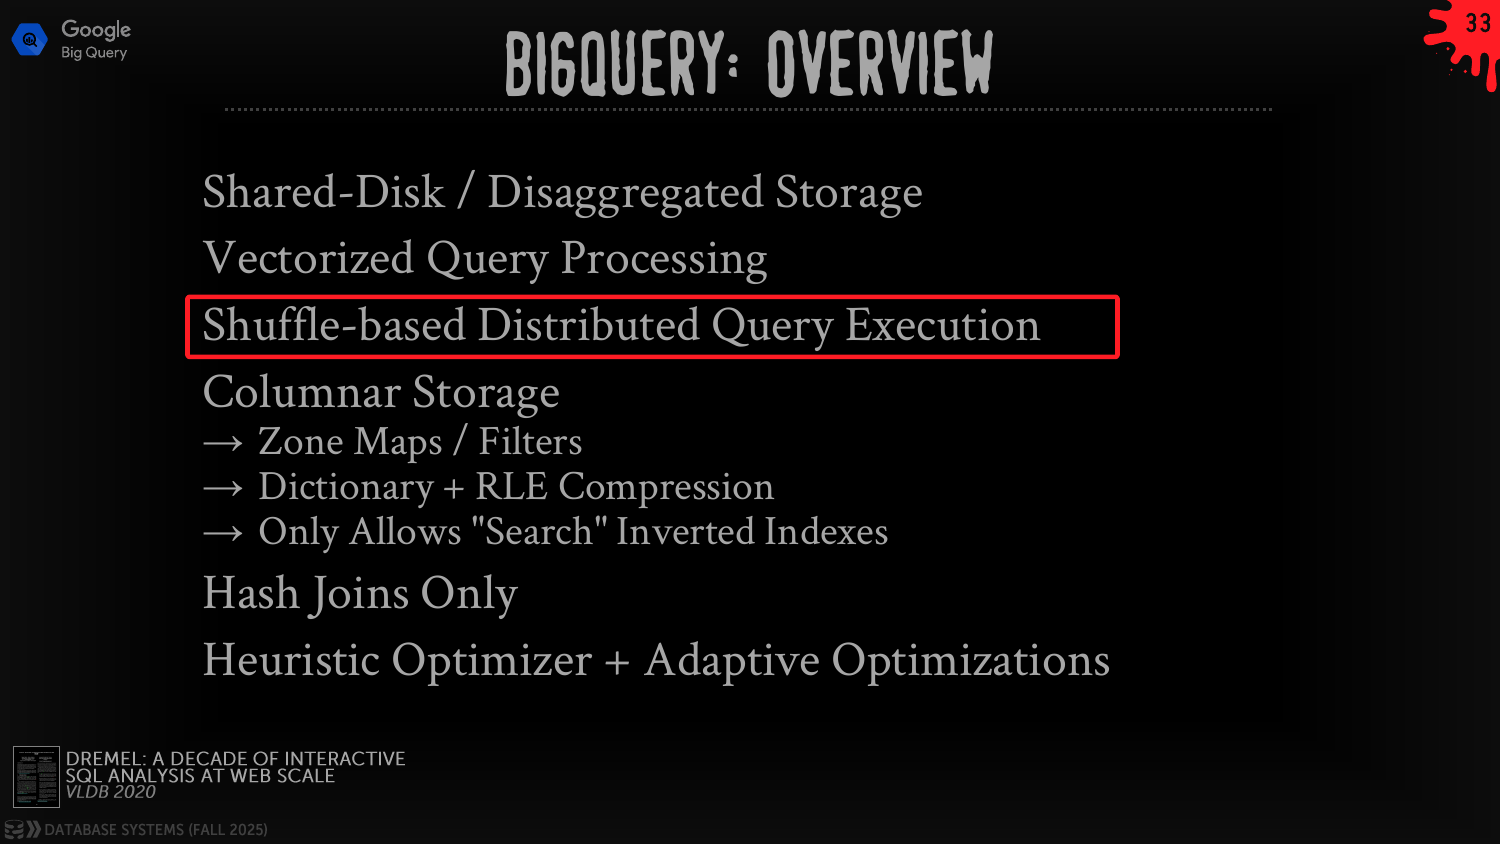 Google
Big Query
BIGQUERY: OVERVIEW
33
Shared-Disk / Disaggregated Storage
Vectorized Query Processing
Shuffle-based Distributed Query Execution
Columnar Storage
→ Zone Maps / Filters
→ Dictionary + RLE Compression
→ Only Allows "Search" Inverted Indexes
Hash Joins Only
Heuristic Optimizer + Adaptive Optimizations
DREMEL: A DECADE OF INTERACTIVE
SQL ANALYSIS AT WEB SCALE
VLDB 2020
DATABASE SYSTEMS (FALL 2025)